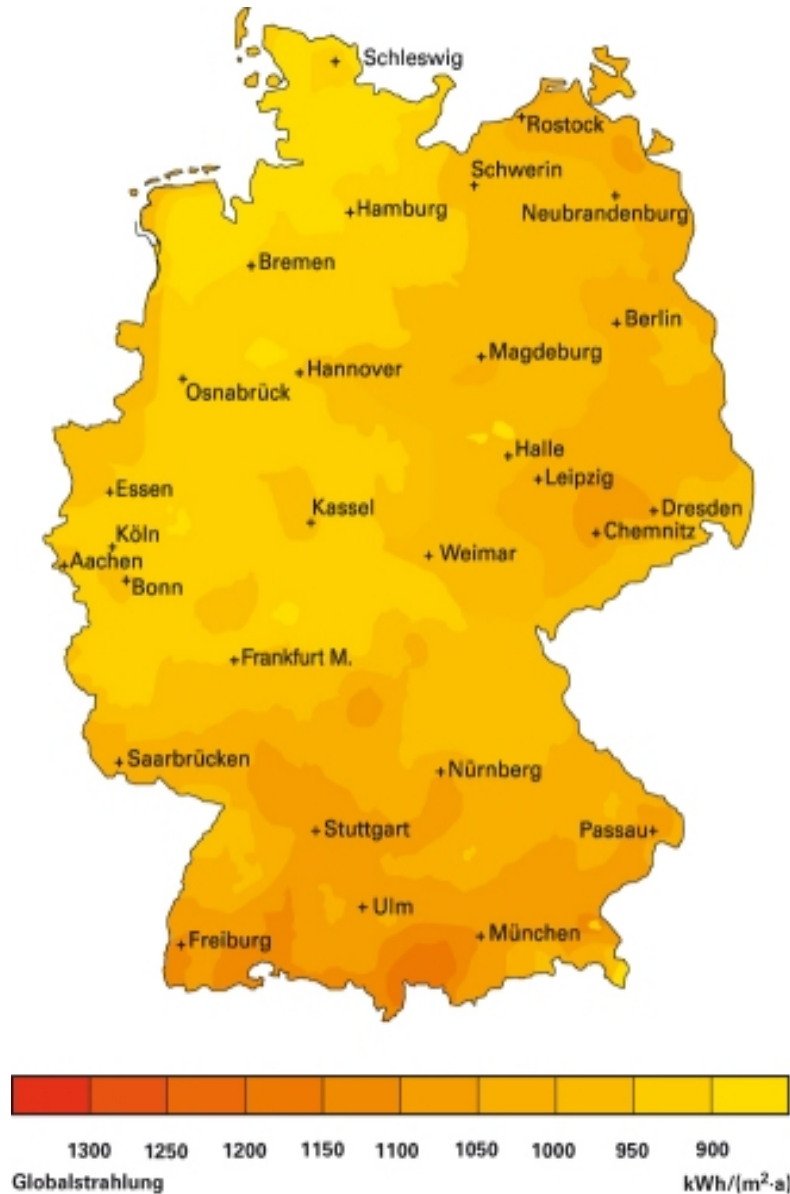 Schleswig
Rostock
Schwerin
Hamburg
Neubrandenburg
Bremen
Berlin
Magdeburg
Hannover
Osnabrück
Halle
Leipzig
Essen
Kassel
Dresden
Köln
Chemnitz
Weimar
Aachen
Bonn
Frankfurt M.
Saarbrücken
Nürnberg
Stuttgart
Passau
Ulm
München
Freiburg
1300 1250 1200 1150 1100 1050 1000 950 900
Globalstrahlung kWh/(m²·a)